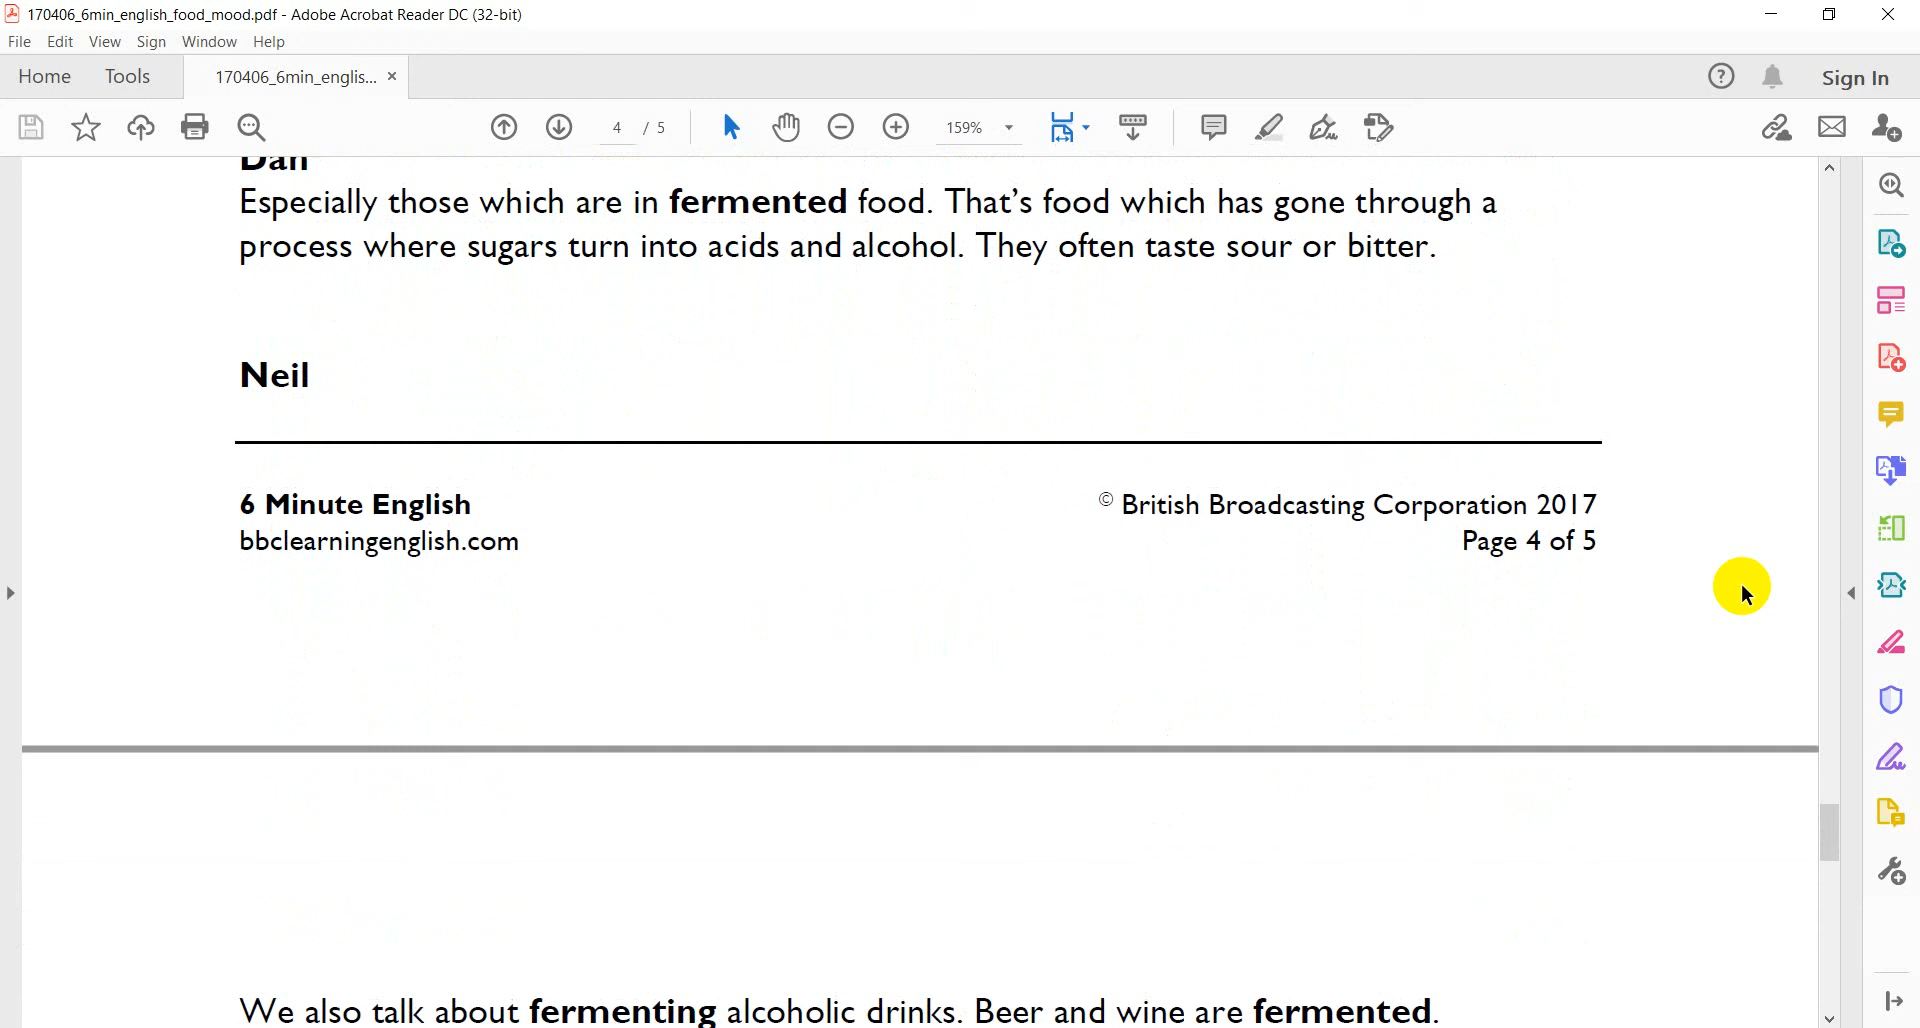 170406_6min_english_food_mood.pdf - Adobe Acrobat Reader DC (32-bit)
File Edit View Sign Window Help
Home Tools 170406_6min_englis... × Sign In
4 / 5 159%
Dan
Especially those which are in fermented food. That's food which has gone through a
process where sugars turn into acids and alcohol. They often taste sour or bitter.
Neil
6 Minute English © British Broadcasting Corporation 2017
bbclearningenglish.com Page 4 of 5
We also talk about fermenting alcoholic drinks. Beer and wine are fermented.